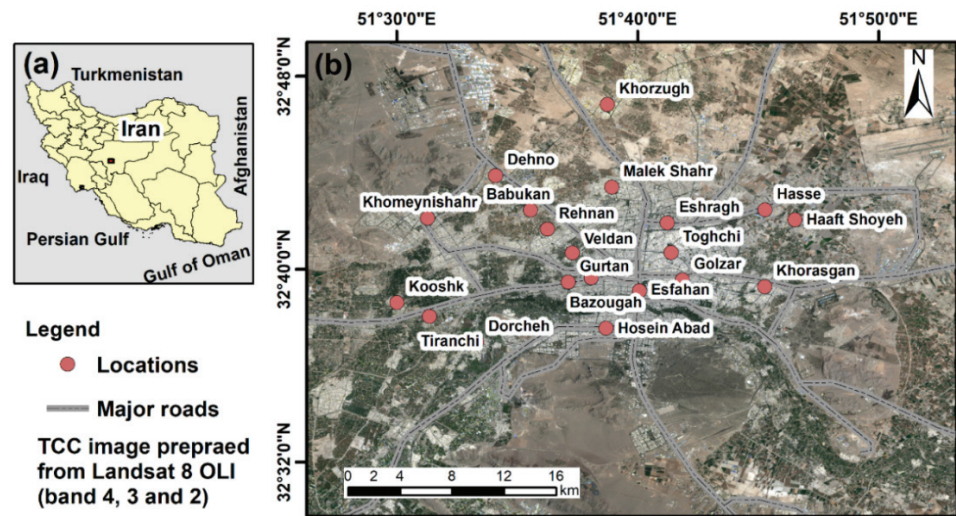 51°30'0"E
51°40'0"E
51°50'0"E
(a)
Turkmenistan
Iran
Afghanistan
Iraq
Persian Gulf
Gulf of Oman
Legend
Locations
Major roads
TCC image prepraed
from Landsat 8 OLI
(band 4, 3 and 2)
32°48'0"N
32°40'0"N
32°32'0"N
(b)
N
Khorzugh
Dehno
Malek Shahr
Babukan
Hasse
Khomeynishahr
Rehnan
Eshragh
Haaft Shoyeh
Veldan
Toghchi
Gurtan
Golzar
Khorasgan
Kooshk
Esfahan
Bazougah
Tiranchi
Dorcheh
Hosein Abad
0 2 4 8 12 16
km